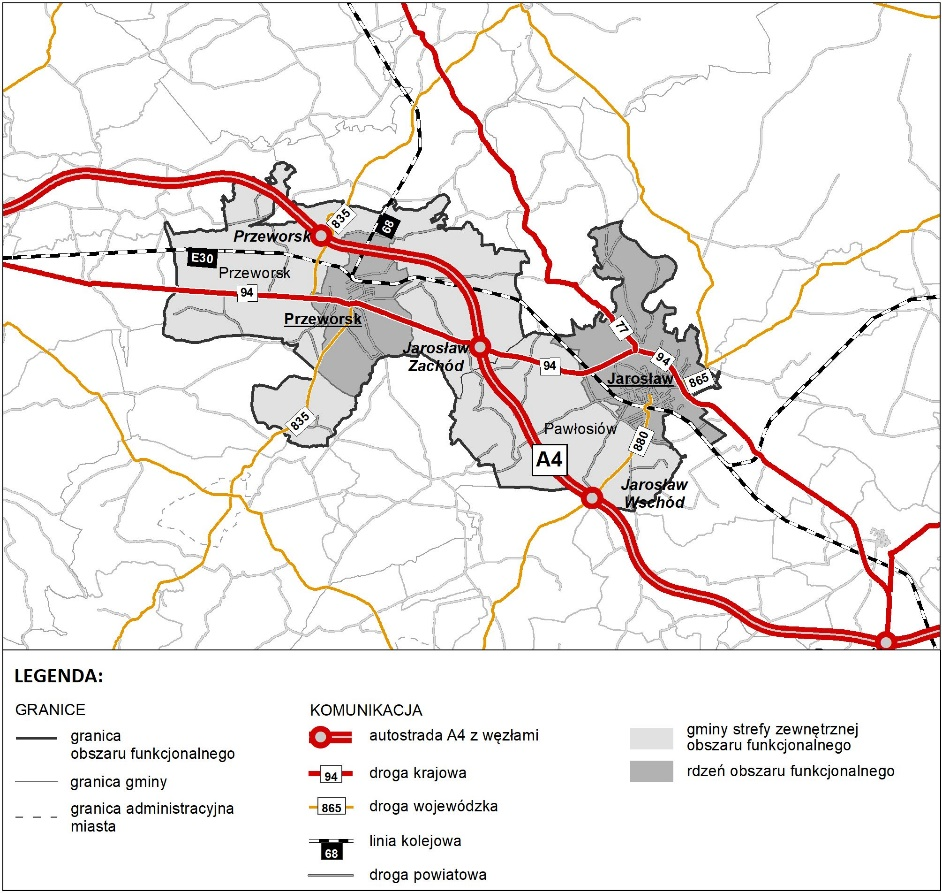 835
68
Przeworsk
E30
Przeworsk
94
Przeworsk
77
Jarosław
Zachód
94
94
865
Jarosław
835
Pawłosiów
880
A4
Jarosław
Wschód
LEGENDA:
GRANICE
granica
obszaru funkcjonalnego
granica gminy
granica administracyjna
miasta
KOMUNIKACJA
autostrada A4 z węzłami
94
droga krajowa
865
droga wojewódzka
68
linia kolejowa
droga powiatowa
gminy strefy zewnętrznej
obszaru funkcjonalnego
rdzeń obszaru funkcjonalnego